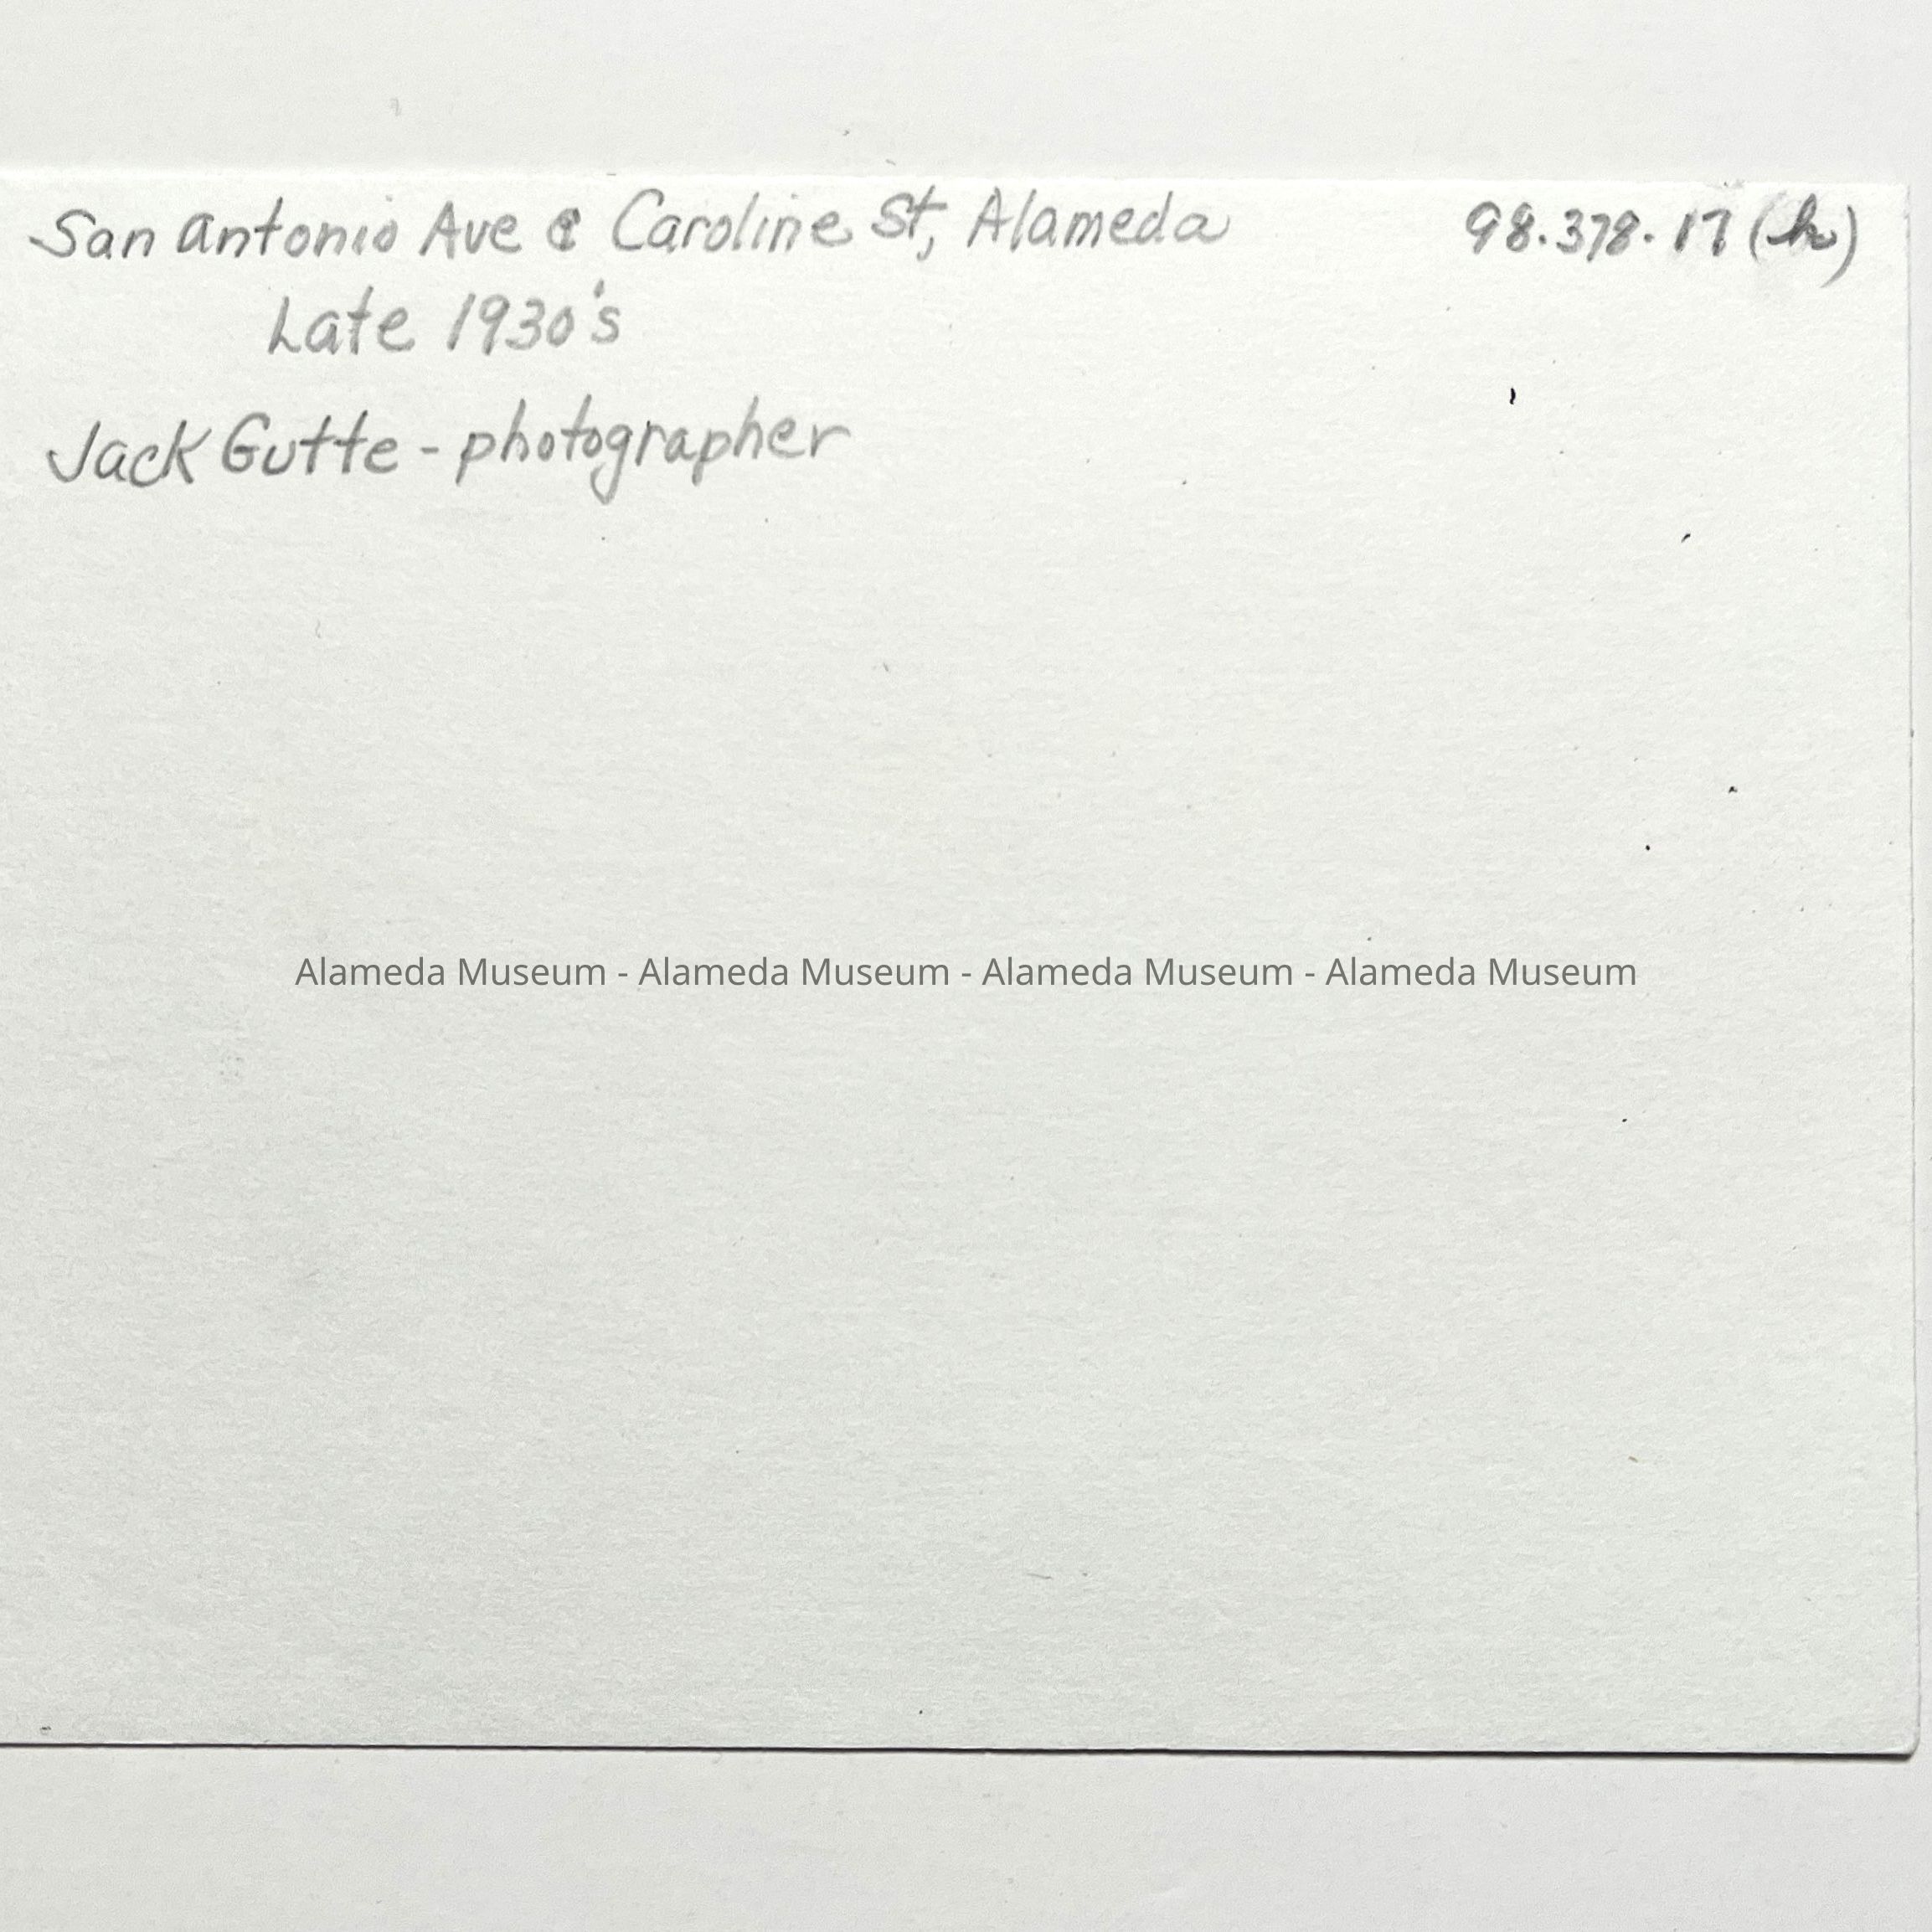 San Antonio Ave & Caroline St, Alameda 98.378.17 (h)
Late 1930's
Jack Gutte - photographer
Alameda Museum - Alameda Museum - Alameda Museum - Alameda Museum